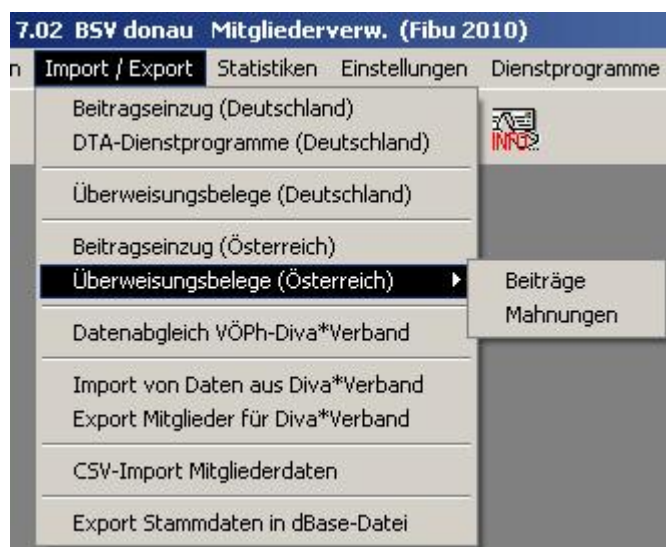 7.02 BSV donau Mitgliederverw. (Fibu 2010)
n Import / Export Statistiken Einstellungen Dienstprogramme
Beitragseinzug (Deutschland)
DTA-Dienstprogramme (Deutschland)
INFO
Überweisungsbelege (Deutschland)
Beitragseinzug (Österreich)
Überweisungsbelege (Österreich)
Beiträge
Mahnungen
Datenabgleich VÖPh-Diva*Verband
Import von Daten aus Diva*Verband
Export Mitglieder für Diva*Verband
CSV-Import Mitgliederdaten
Export Stammdaten in dBase-Datei